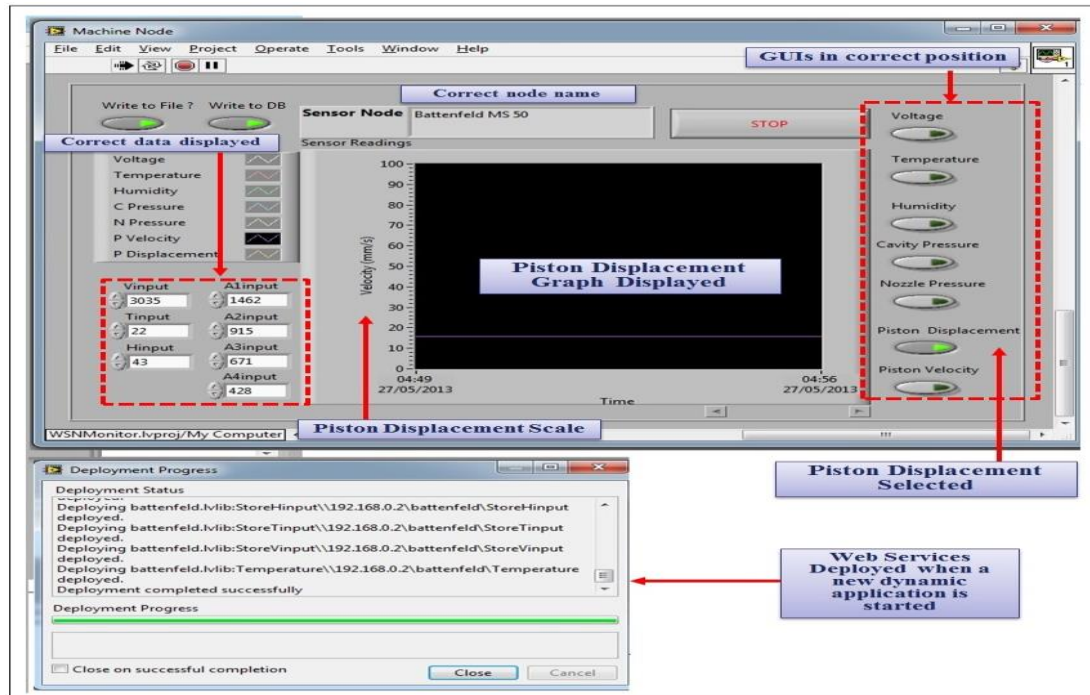 Machine Node
File Edit View Project Operate Tools Window Help
GUIs in correct position
1
Write to File ? Write to DB
Correct node name
Sensor Node Battenfeld MS 50
STOP
Correct data displayed
Sensor Readings
Voltage
Temperature
Humidity
C Pressure
N Pressure
P Velocity
P Displacement
Vinput A1input
3035 1462
Tinput A2input
22 915
Hinput A3input
43 671
A4input
428
Velocity (mm/s)
100
90
80
70
60
50
40
30
20
10
0
Piston Displacement
Graph Displayed
04:49 04:56
27/05/2013 27/05/2013
Time
Voltage
Temperature
Humidity
Cavity Pressure
Nozzle Pressure
Piston Displacement
Piston Velocity
Piston Displacement Scale
WSNMonitor.lvproj/My Computer
Piston Displacement
Selected
Deployment Progress
Deployment Status
deployed.
Deploying battenfeld.lvlib:StoreHinput\\192.168.0.2\battenfeld\StoreHinput
deployed.
Deploying battenfeld.lvlib:StoreTinput\\192.168.0.2\battenfeld\StoreTinput
deployed.
Deploying battenfeld.lvlib:StoreVinput\\192.168.0.2\battenfeld\StoreVinput
deployed.
Deploying battenfeld.lvlib:Temperature\\192.168.0.2\battenfeld\Temperature
deployed.
Deployment completed successfully
Deployment Progress
Close on successful completion
Close Cancel
Web Services
Deployed when a
new dynamic
application is
started